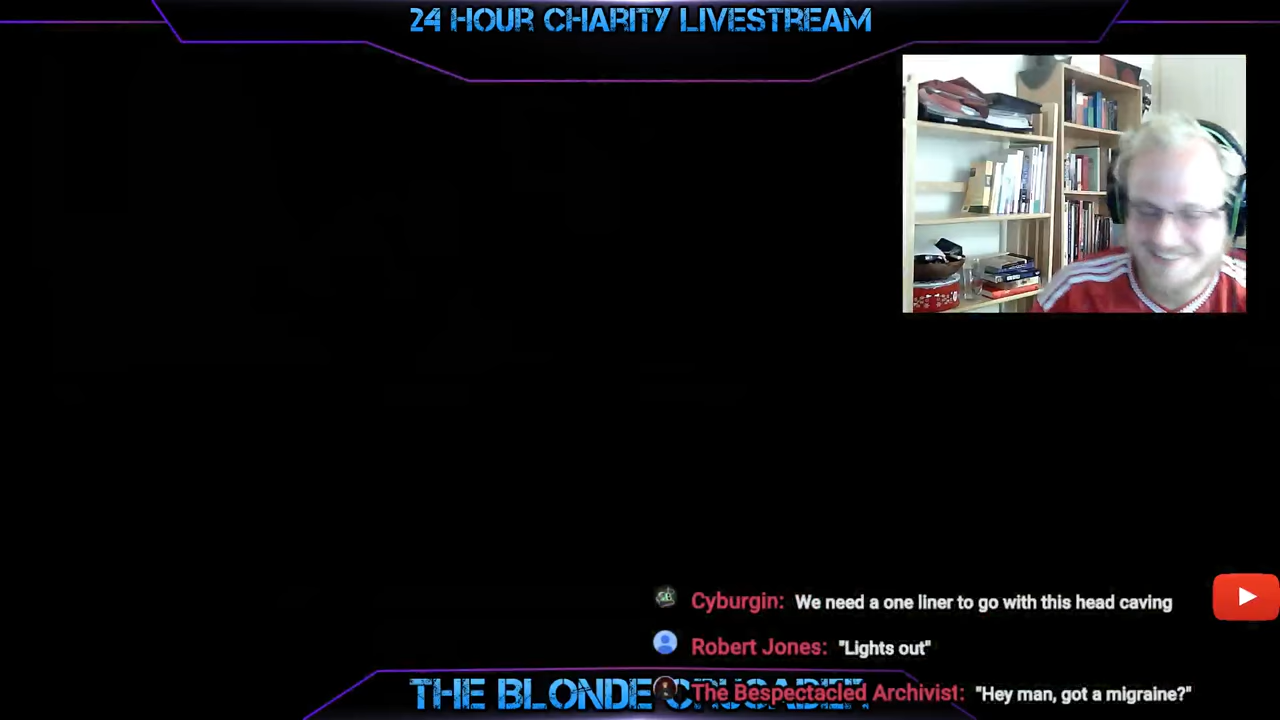 24 HOUR CHARITY LIVESTREAM
Cyburgin: We need a one liner to go with this head caving
Robert Jones: "Lights out"
THE BLONDE CRUSADER
The Bespectacled Archivist: "Hey man, got a migraine?"